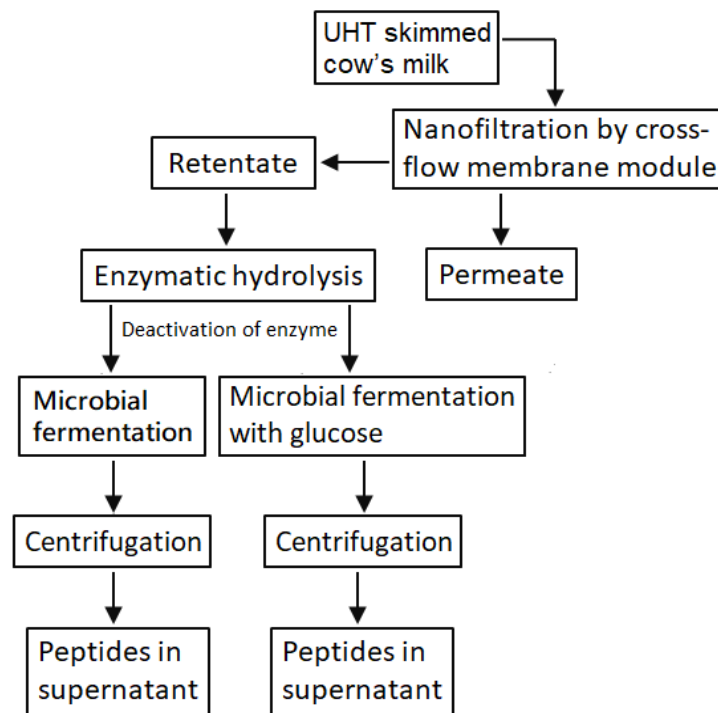 UHT skimmed
cow's milk
Nanofiltration by cross-
flow membrane module
Retentate
Permeate
Enzymatic hydrolysis
Deactivation of enzyme
Microbial
fermentation
Microbial fermentation
with glucose
Centrifugation
Centrifugation
Peptides in
supernatant
Peptides in
supernatant